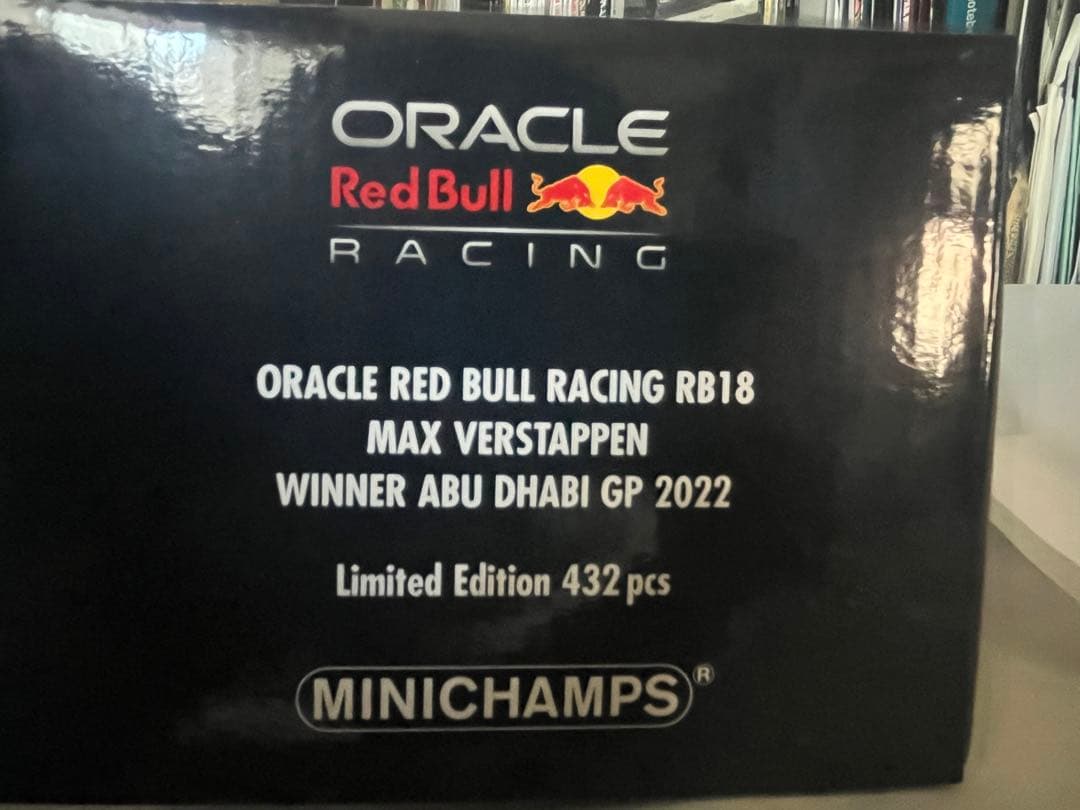 ORACLE
Red Bull
RACING
ORACLE RED BULL RACING RB18
MAX VERSTAPPEN
WINNER ABU DHABI GP 2022
Limited Edition 432 pcs
MINICHAMPS®